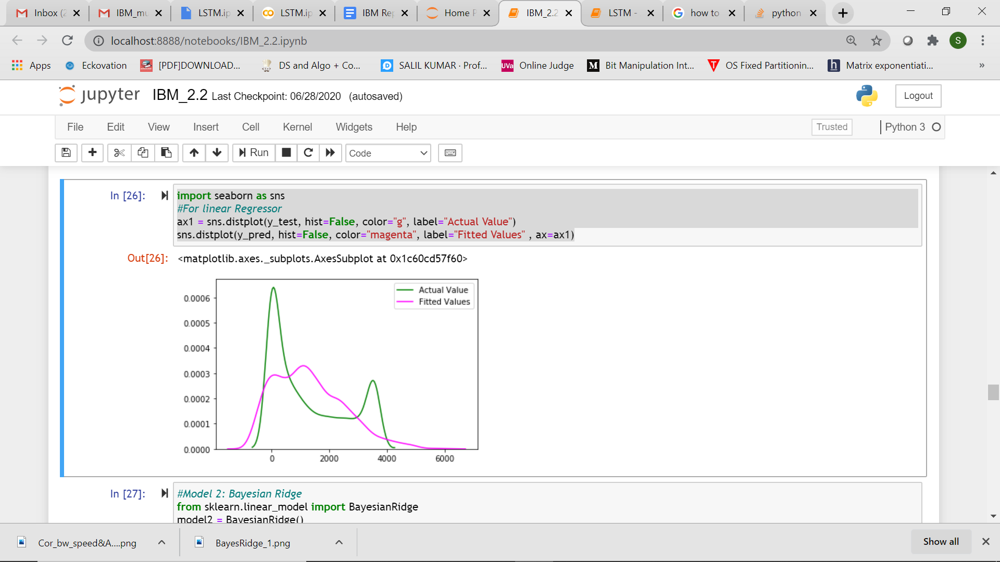 Inbox (2
IBM_mu
LSTM.ip
LSTM.ip
IBM Rep
Home P
IBM_2.2
LSTM -
how to
python
localhost:8888/notebooks/IBM_2.2.ipynb
S
Apps
Eckovation
[PDF]DOWNLOAD...
DS and Algo + Co...
SALIL KUMAR · Prof...
UVa Online Judge
M Bit Manipulation Int...
OS Fixed Partitionin...
h Matrix exponentiati...
»
jupyter IBM_2.2 Last Checkpoint: 06/28/2020 (autosaved)
Logout
File Edit View Insert Cell Kernel Widgets Help
Trusted
Python 3
Run
Code
In [26]:
import seaborn as sns
#For linear Regressor
ax1 = sns.distplot(y_test, hist=False, color="g", label="Actual Value")
sns.distplot(y_pred, hist=False, color="magenta", label="Fitted Values" , ax=ax1)
Out[26]:
<matplotlib.axes._subplots.AxesSubplot at 0x1c60cd57f60>
Actual Value
Fitted Values
0.0006
0.0005
0.0004
0.0003
0.0002
0.0001
0.0000
0 2000 4000 6000
In [27]:
#Model 2: Bayesian Ridge
from sklearn.linear_model import BayesianRidge
model2 = BayesianRidge()
Cor_bw_speed&A....png
BayesRidge_1.png
Show all